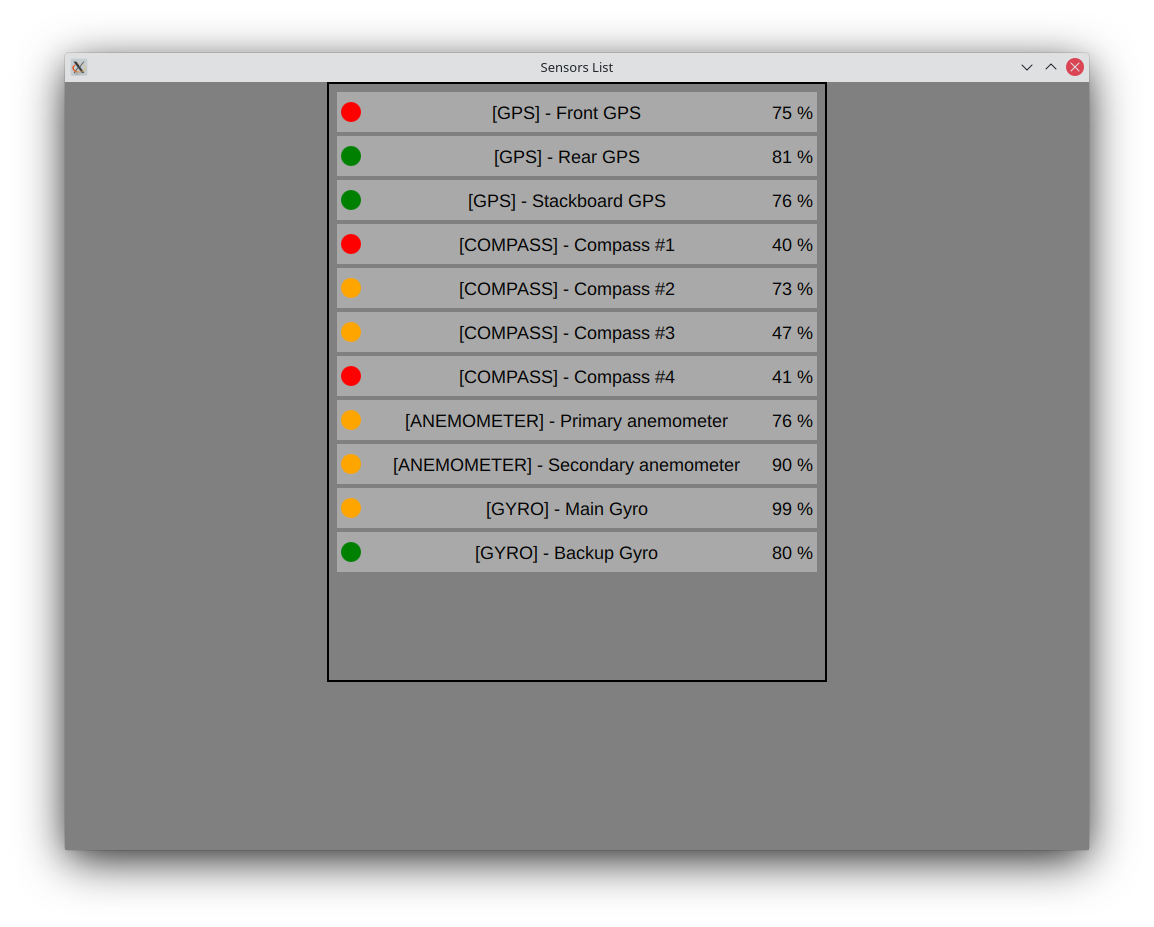 Sensors List
[GPS] - Front GPS 75 %
[GPS] - Rear GPS 81 %
[GPS] - Stackboard GPS 76 %
[COMPASS] - Compass #1 40 %
[COMPASS] - Compass #2 73 %
[COMPASS] - Compass #3 47 %
[COMPASS] - Compass #4 41 %
[ANEMOMETER] - Primary anemometer 76 %
[ANEMOMETER] - Secondary anemometer 90 %
[GYRO] - Main Gyro 99 %
[GYRO] - Backup Gyro 80 %